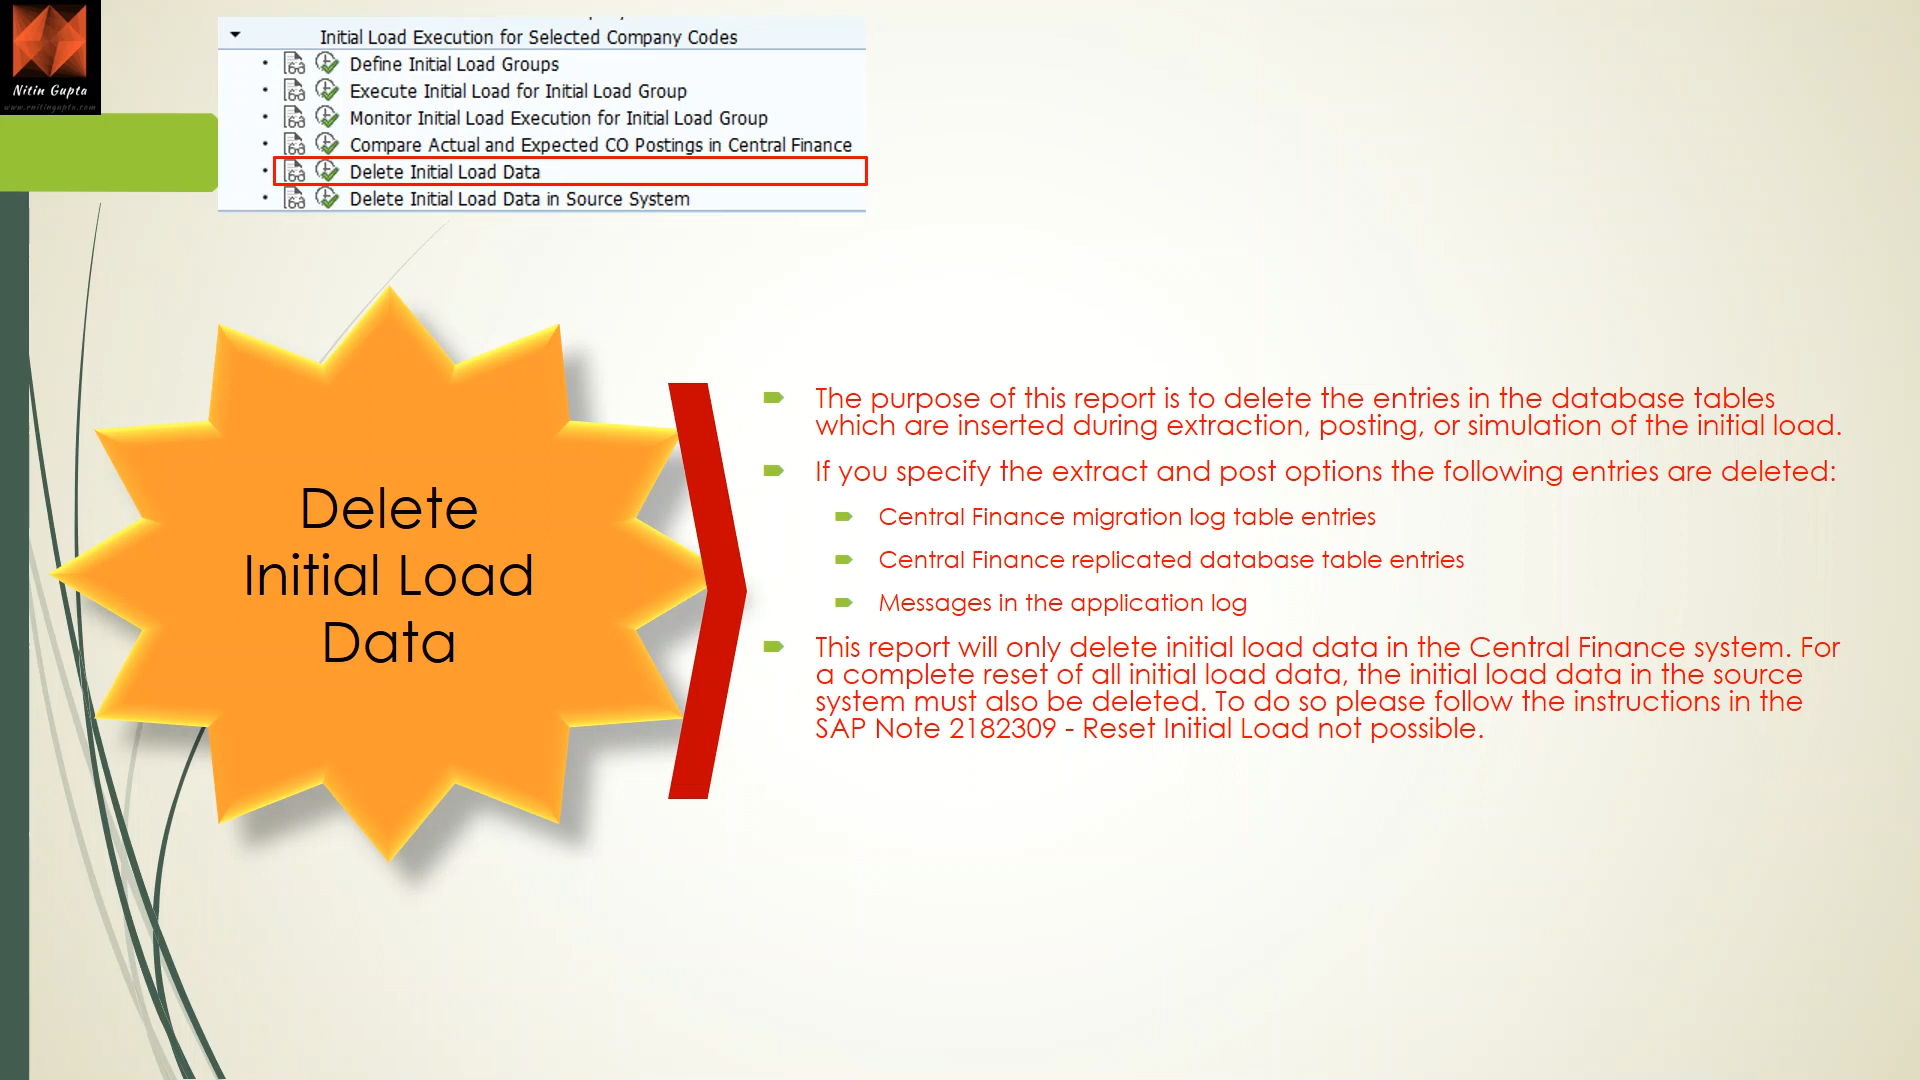 Nitin Gupta
Initial Load Execution for Selected Company Codes
Define Initial Load Groups
Execute Initial Load for Initial Load Group
Monitor Initial Load Execution for Initial Load Group
Compare Actual and Expected CO Postings in Central Finance
Delete Initial Load Data
Delete Initial Load Data in Source System
Delete
Initial Load
Data
The purpose of this report is to delete the entries in the database tables
which are inserted during extraction, posting, or simulation of the initial load.
If you specify the extract and post options the following entries are deleted:
Central Finance migration log table entries
Central Finance replicated database table entries
Messages in the application log
This report will only delete initial load data in the Central Finance system. For
a complete reset of all initial load data, the initial load data in the source
system must also be deleted. To do so please follow the instructions in the
SAP Note 2182309 - Reset Initial Load not possible.